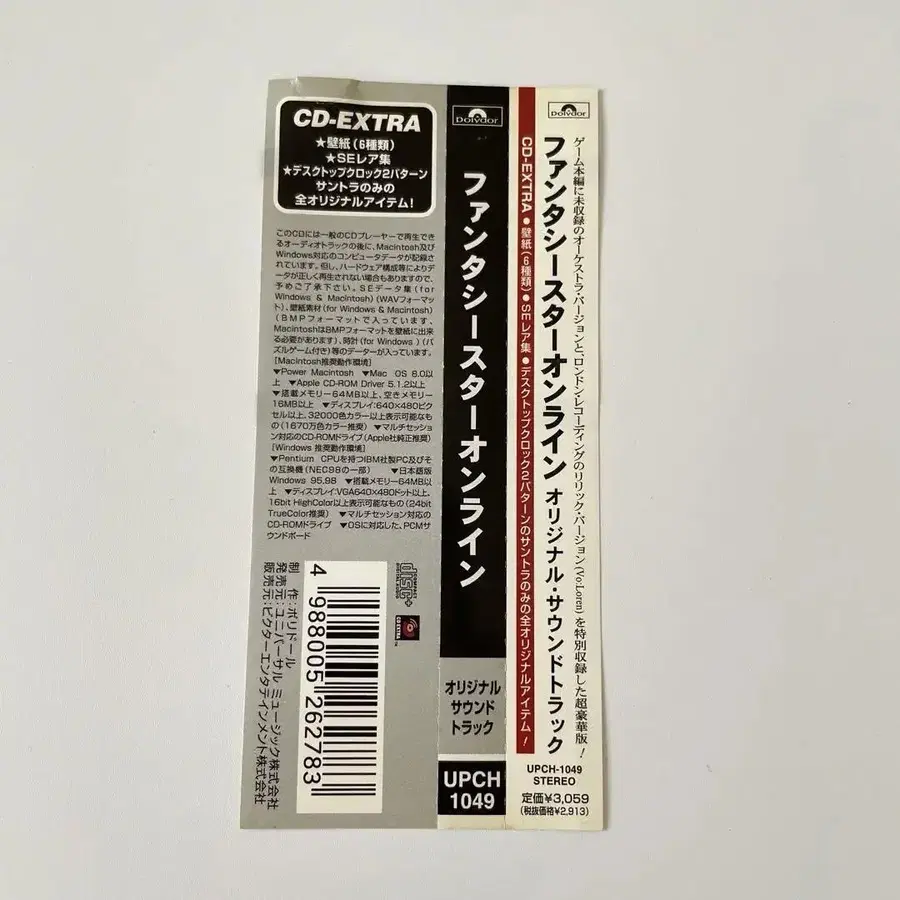 CD-EXTRA
★壁紙(6種類)
★SEレア集
★デスクトップクロック2パターン
サントラのみの
全オリジナルアイテム!
このCDには一般のCDプレーヤーで再生でき
るオーディオトラックの後に、Macintosh及び
Windows対応のコンピュータデータが記録さ
れています。但し、ハードウェア構成等によりデー
タが正しく再生されない場合もありますので、
予めご了承下さい。SEデータ集(for
Windows & Macintosh)(WAVフォーマッ
ト)、壁紙素材(for Windows & Macintosh)
(BMPフォーマットで入っています、
MacintoshはBMPフォーマットを壁紙に出来
る必要があります)、時計(for Windows)(パ
ズルゲーム付き)等のデーターが入っています。
[Macintosh推奨動作環境]
▼Power Macintosh ▼Mac OS 8.0以
上 ▼Apple CD-ROM Driver 5.1.2以上
▼搭載メモリー64MB以上、空きメモリー
16MB以上 ▼ディスプレイ:640×480ピク
セル以上、32000色カラー以上表示可能なも
の(1670万色カラー推奨) ▼マルチセッショ
ン対応のCD-ROMドライブ(Apple社純正推奨)
[Windows 推奨動作環境]
▼Pentium CPUを持つIBM社製PC及びそ
の互換機(NEC98の一部) ▼日本語版
Windows 95,98 ▼搭載メモリー64MB以
上 ▼ディスプレイ:VGA640×480ドット以上、
16bit HighColor以上表示可能なもの(24bit
TrueColor推奨) ▼マルチセッション対応の
CD-ROMドライブ ▼OSに対応した、PCMサ
ウンドボード
制 作:ポリドール
発売元:ユニバーサル ミュージック株式会社
販売元:ビクターエンタテインメント株式会社
4 988005 262783
COMPACT
disc+
DIGITAL AUDIO
CD EXTRA
Polydor
ファンタシースターオンライン
オリジナル
サウンド
トラック
UPCH
1049
Polydor
ゲーム本編に未収録のオーケストラ・バージョンと、ロンドン・レコーディングのリリック・バージョン(Vo:Loren)を特別収録した超豪華版!
ファンタシースターオンライン オリジナル・サウンドトラック
CD-EXTRA●壁紙(6種類)●SEレア集●デスクトップクロック2パターンのサントラのみの全オリジナルアイテム!
UPCH-1049
STEREO
定価¥3,059
(税抜価格¥2,913)